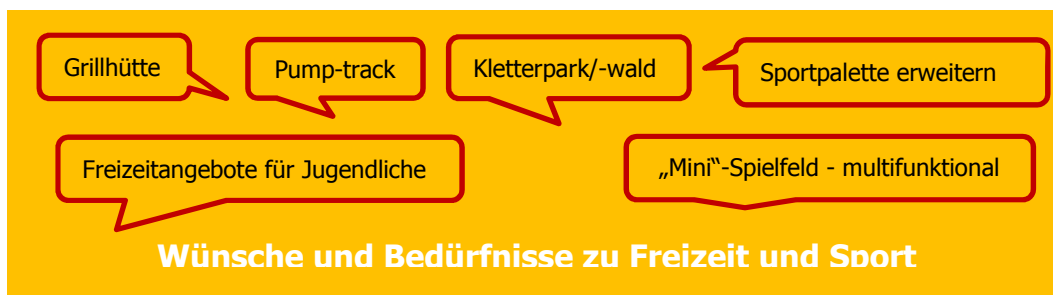 Grillhütte
Pump-track
Kletterpark/-wald
Sportpalette erweitern
Freizeitangebote für Jugendliche
„Mini“-Spielfeld - multifunktional
Wünsche und Bedürfnisse zu Freizeit und Sport